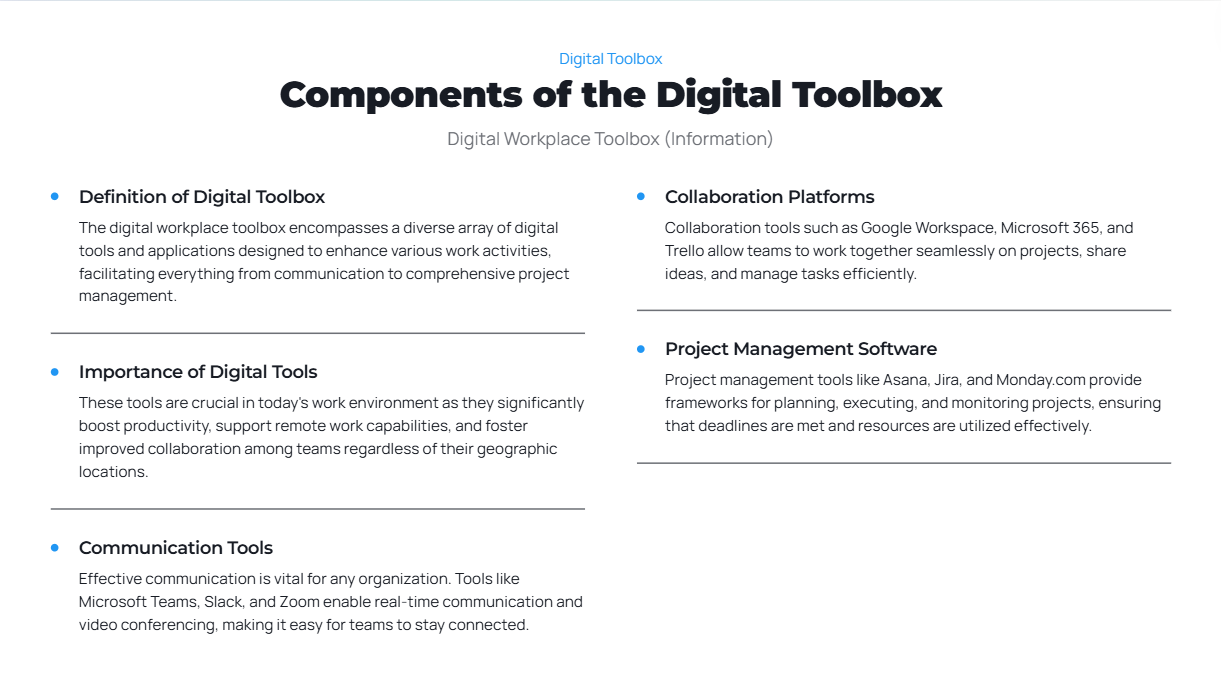 Digital Toolbox
Components of the Digital Toolbox
Digital Workplace Toolbox (Information)
Definition of Digital Toolbox
The digital workplace toolbox encompasses a diverse array of digital
tools and applications designed to enhance various work activities,
facilitating everything from communication to comprehensive project
management.
Importance of Digital Tools
These tools are crucial in today's work environment as they significantly
boost productivity, support remote work capabilities, and foster
improved collaboration among teams regardless of their geographic
locations.
Communication Tools
Effective communication is vital for any organization. Tools like
Microsoft Teams, Slack, and Zoom enable real-time communication and
video conferencing, making it easy for teams to stay connected.
Collaboration Platforms
Collaboration tools such as Google Workspace, Microsoft 365, and
Trello allow teams to work together seamlessly on projects, share
ideas, and manage tasks efficiently.
Project Management Software
Project management tools like Asana, Jira, and Monday.com provide
frameworks for planning, executing, and monitoring projects, ensuring
that deadlines are met and resources are utilized effectively.